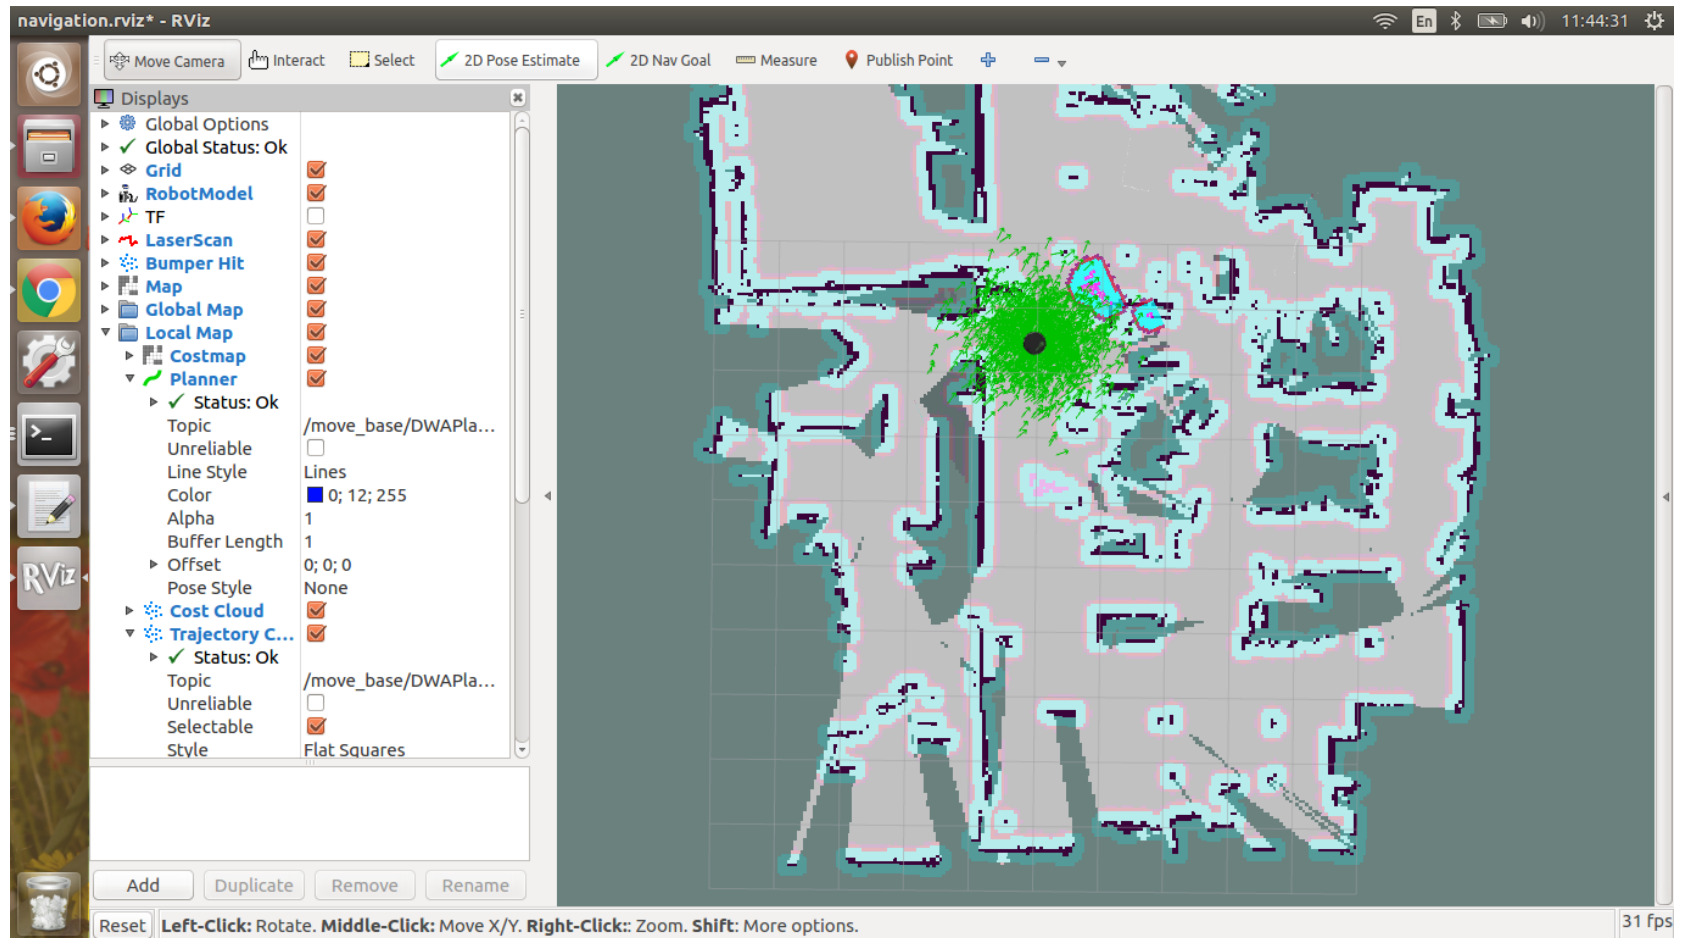 navigation.rviz* - RViz
En
11:44:31
Move Camera
Interact
Select
2D Pose Estimate
2D Nav Goal
Measure
Publish Point
Displays
Global Options
Global Status: Ok
Grid
RobotModel
TF
LaserScan
Bumper Hit
Map
Global Map
Local Map
Costmap
Planner
Status: Ok
Topic /move_base/DWAPla...
Unreliable
Line Style Lines
Color 0; 12; 255
Alpha 1
Buffer Length 1
Offset 0; 0; 0
Pose Style None
Cost Cloud
Trajectory C...
Status: Ok
Topic /move_base/DWAPla...
Unreliable
Selectable
Style Flat Squares
RViz
Add
Duplicate
Remove
Rename
Reset
Left-Click: Rotate. Middle-Click: Move X/Y. Right-Click:: Zoom. Shift: More options.
31 fps